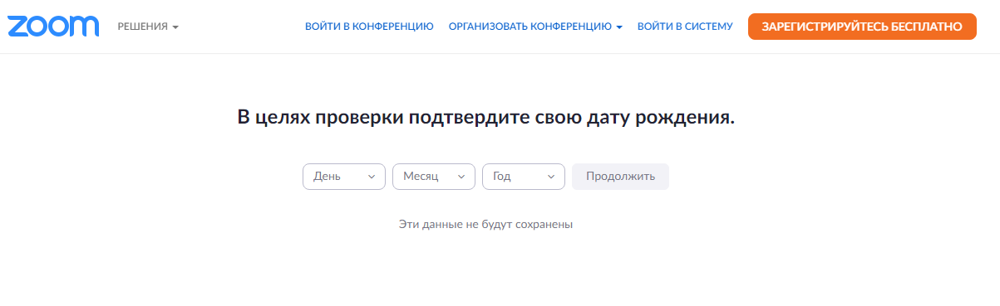 zoom РЕШЕНИЯ ВОЙТИ В КОНФЕРЕНЦИЮ ОРГАНИЗОВАТЬ КОНФЕРЕНЦИЮ ВОЙТИ В СИСТЕМУ ЗАРЕГИСТРИРУЙТЕСЬ БЕСПЛАТНО
В целях проверки подтвердите свою дату рождения.
День Месяц Год Продолжить
Эти данные не будут сохранены